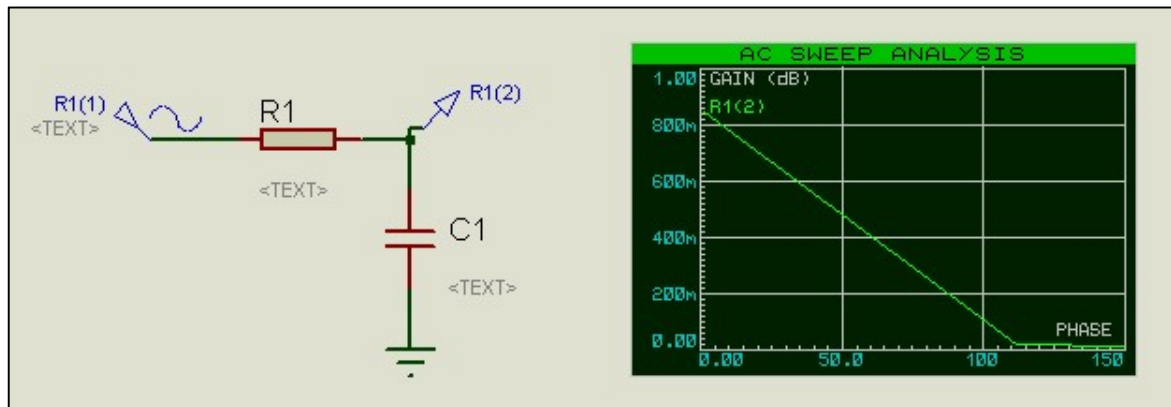 R1(1)
<TEXT>
R1
<TEXT>
R1(2)
C1
<TEXT>
AC SWEEP ANALYSIS
GAIN (dB)
R1(2)
1.00
800m
600m
400m
200m
0.00
PHASE
0.00 50.0 100 150